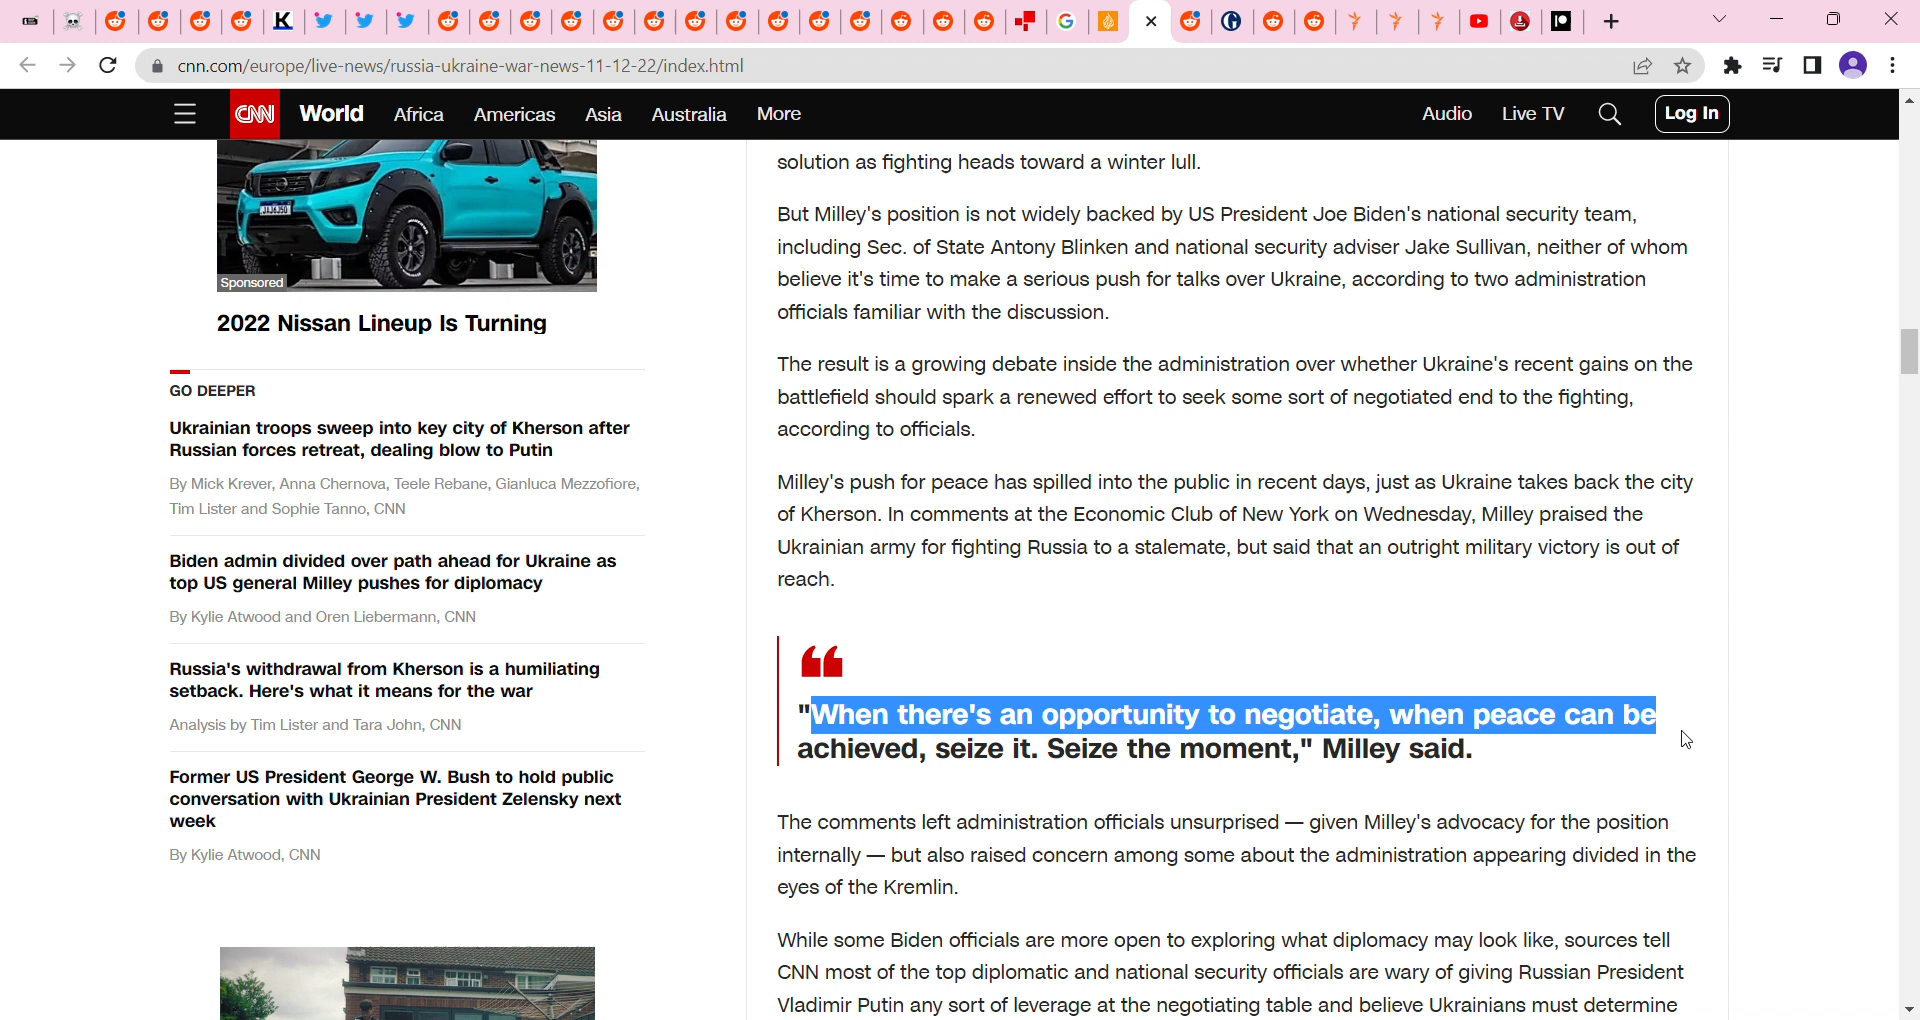 cnn.com/europe/live-news/russia-ukraine-war-news-11-12-22/index.html
CNN World Africa Americas Asia Australia More Audio Live TV Log In
Sponsored
2022 Nissan Lineup Is Turning
GO DEEPER
Ukrainian troops sweep into key city of Kherson after
Russian forces retreat, dealing blow to Putin
By Mick Krever, Anna Chernova, Teele Rebane, Gianluca Mezzofiore,
Tim Lister and Sophie Tanno, CNN
Biden admin divided over path ahead for Ukraine as
top US general Milley pushes for diplomacy
By Kylie Atwood and Oren Liebermann, CNN
Russia's withdrawal from Kherson is a humiliating
setback. Here's what it means for the war
Analysis by Tim Lister and Tara John, CNN
Former US President George W. Bush to hold public
conversation with Ukrainian President Zelensky next
week
By Kylie Atwood, CNN
solution as fighting heads toward a winter lull.
But Milley's position is not widely backed by US President Joe Biden's national security team,
including Sec. of State Antony Blinken and national security adviser Jake Sullivan, neither of whom
believe it's time to make a serious push for talks over Ukraine, according to two administration
officials familiar with the discussion.
The result is a growing debate inside the administration over whether Ukraine's recent gains on the
battlefield should spark a renewed effort to seek some sort of negotiated end to the fighting,
according to officials.
Milley's push for peace has spilled into the public in recent days, just as Ukraine takes back the city
of Kherson. In comments at the Economic Club of New York on Wednesday, Milley praised the
Ukrainian army for fighting Russia to a stalemate, but said that an outright military victory is out of
reach.
"When there's an opportunity to negotiate, when peace can be
achieved, seize it. Seize the moment," Milley said.
The comments left administration officials unsurprised — given Milley's advocacy for the position
internally — but also raised concern among some about the administration appearing divided in the
eyes of the Kremlin.
While some Biden officials are more open to exploring what diplomacy may look like, sources tell
CNN most of the top diplomatic and national security officials are wary of giving Russian President
Vladimir Putin any sort of leverage at the negotiating table and believe Ukrainians must determine